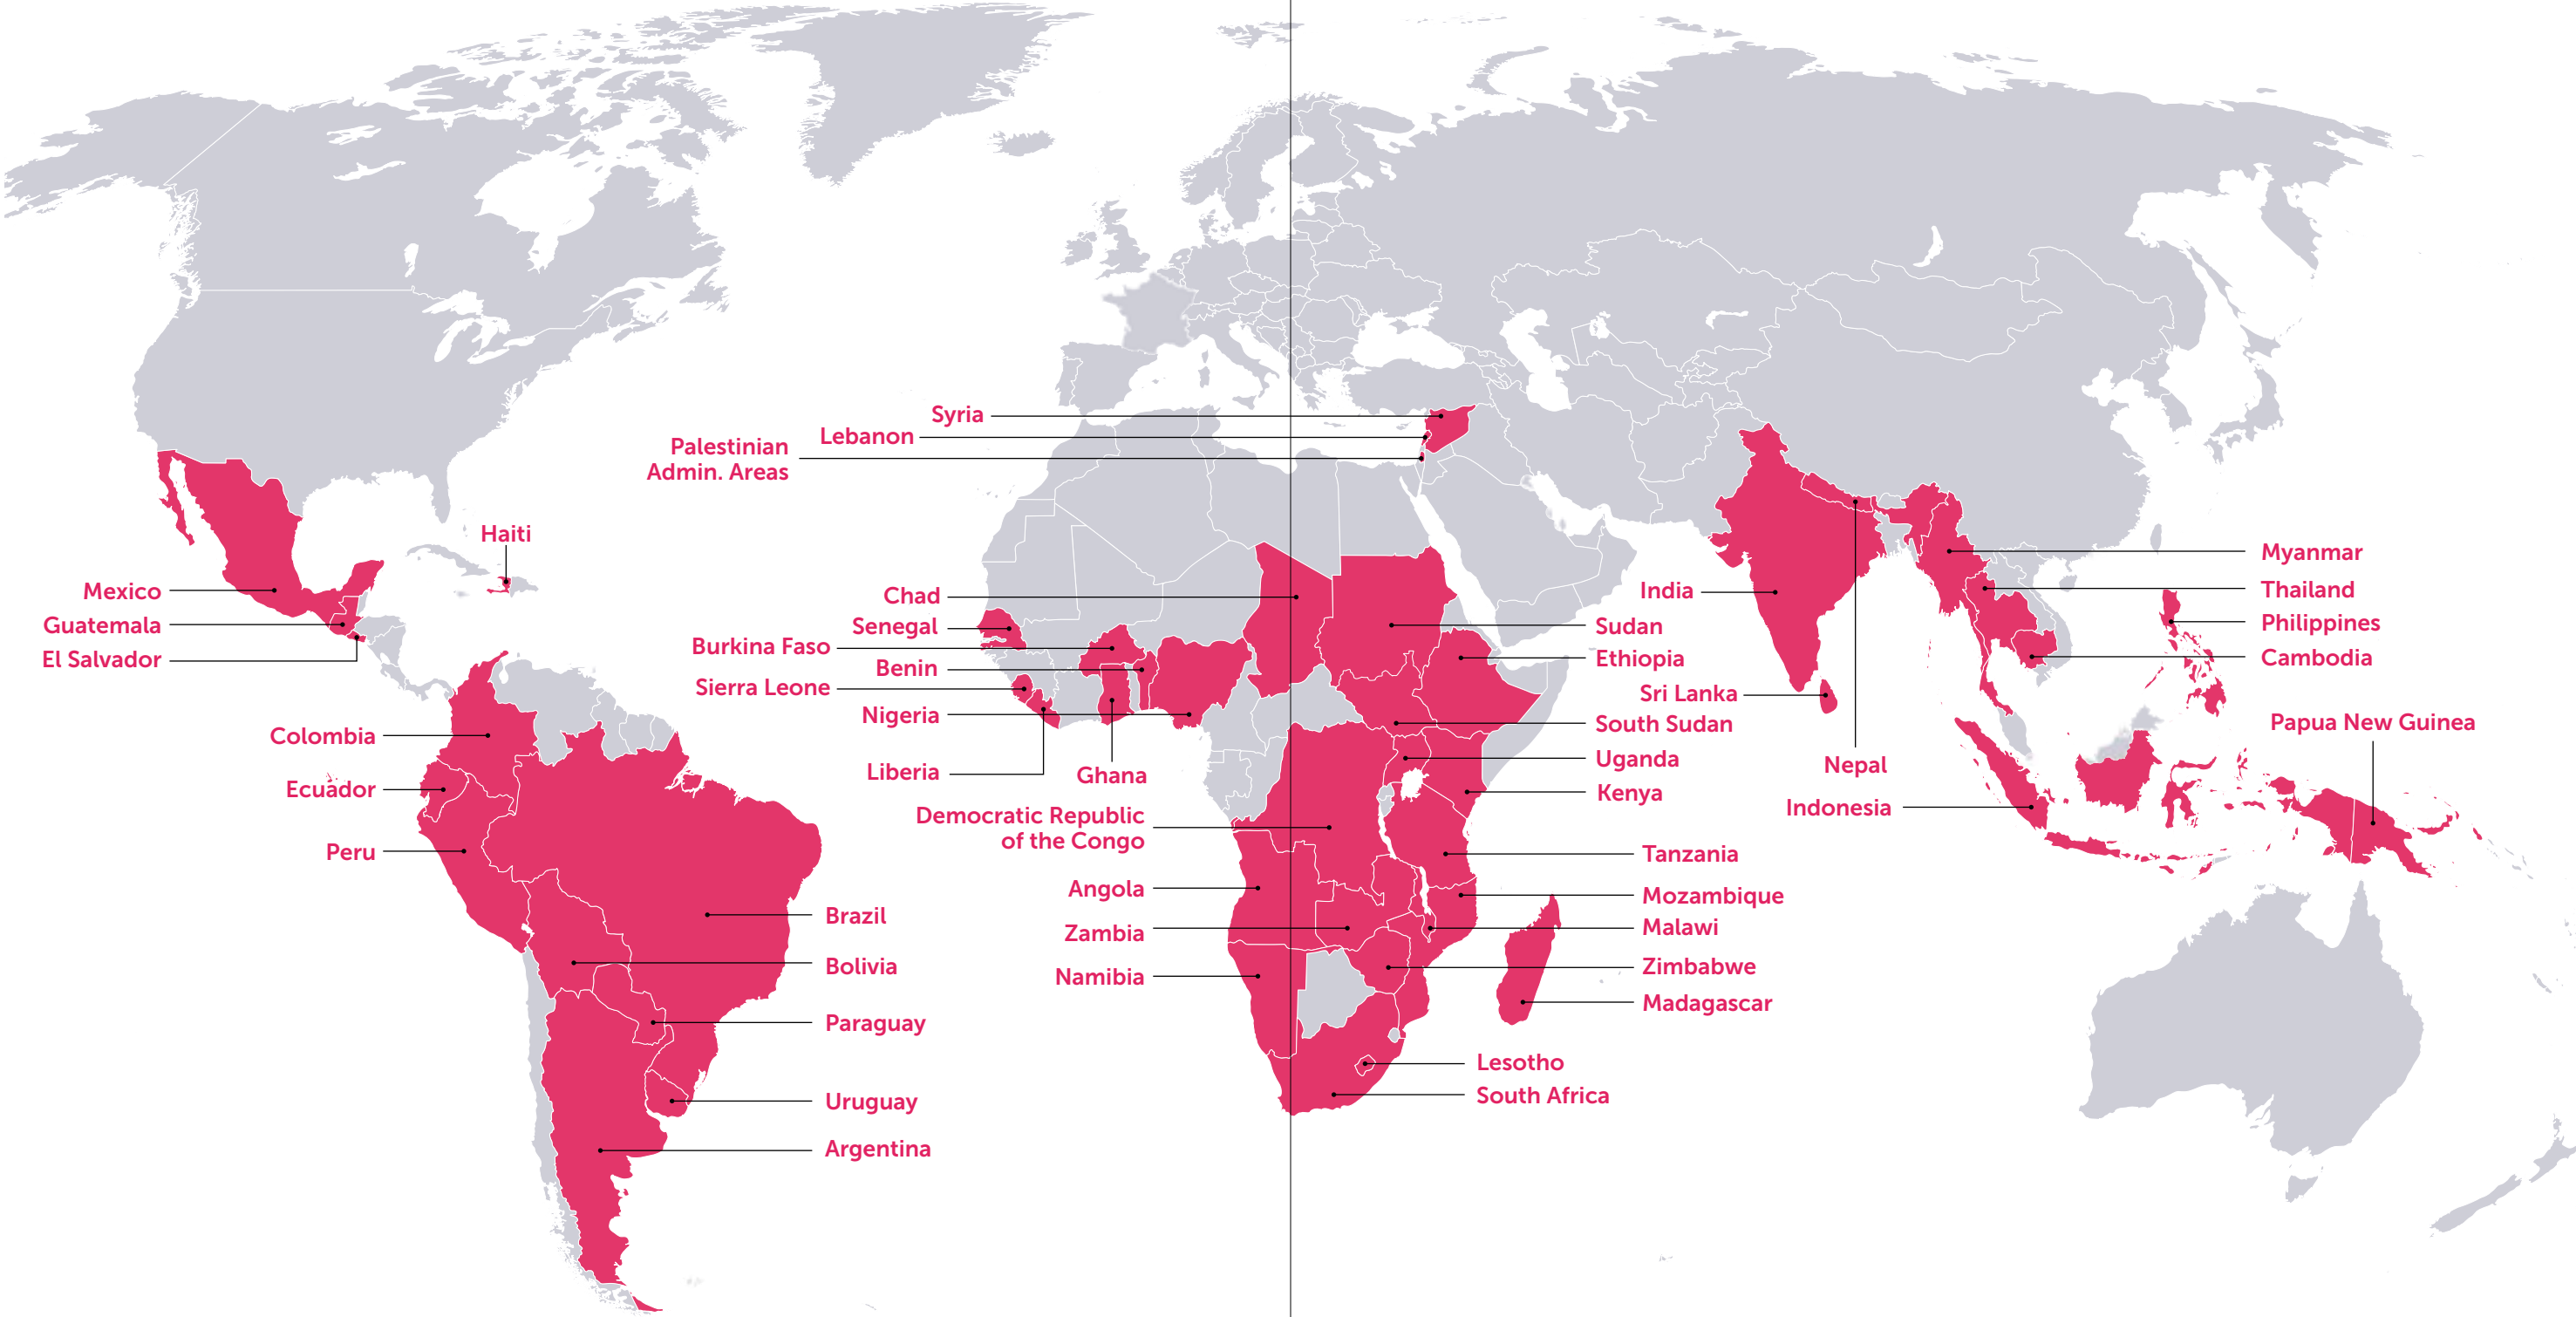 Syria
Lebanon
Palestinian
Admin. Areas
Haiti
Mexico
Guatemala
El Salvador
Colombia
Ecuador
Peru
Brazil
Bolivia
Paraguay
Uruguay
Argentina
Chad
Senegal
Burkina Faso
Benin
Sierra Leone
Nigeria
Liberia
Ghana
Democratic Republic
of the Congo
Angola
Zambia
Namibia
Sudan
Ethiopia
South Sudan
Uganda
Kenya
Tanzania
Mozambique
Malawi
Zimbabwe
Madagascar
Lesotho
South Africa
India
Sri Lanka
Nepal
Indonesia
Myanmar
Thailand
Philippines
Cambodia
Papua New Guinea